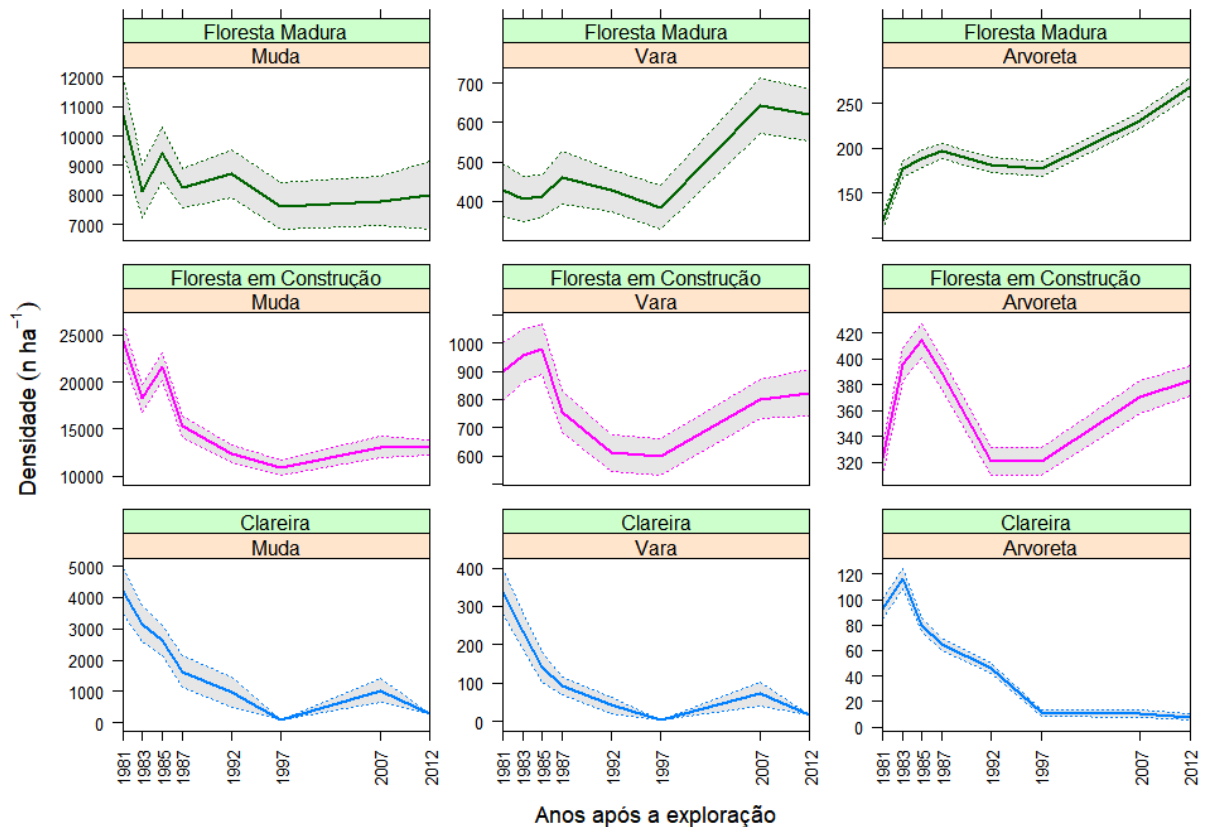 Floresta Madura
Muda
12000
11000
10000
9000
8000
7000
Floresta Madura
Vara
700
600
500
400
Floresta Madura
Arvoreta
250
200
150
Floresta em Construção
Muda
25000
20000
15000
10000
Floresta em Construção
Vara
1000
900
800
700
600
Floresta em Construção
Arvoreta
420
400
380
360
340
320
Clareira
Muda
5000
4000
3000
2000
1000
0
Clareira
Vara
400
300
200
100
0
Clareira
Arvoreta
120
100
80
60
40
20
0
1981 1983 1985 1987 1992 1997 2007 2012
1981 1983 1985 1987 1992 1997 2007 2012
1981 1983 1985 1987 1992 1997 2007 2012
Densidade (n ha⁻¹)
Anos após a exploração